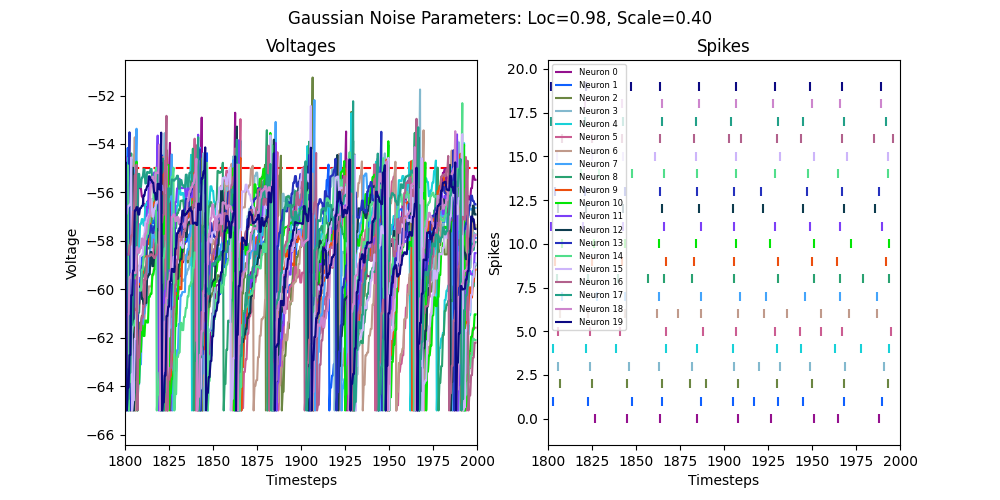 Gaussian Noise Parameters: Loc=0.98, Scale=0.40
Voltages
Voltage
−52
−54
−56
−58
−60
−62
−64
−66
1800
1825
1850
1875
1900
1925
1950
1975
2000
Timesteps
Spikes
Spikes
20.0
17.5
15.0
12.5
10.0
7.5
5.0
2.5
0.0
Neuron 0
Neuron 1
Neuron 2
Neuron 3
Neuron 4
Neuron 5
Neuron 6
Neuron 7
Neuron 8
Neuron 9
Neuron 10
Neuron 11
Neuron 12
Neuron 13
Neuron 14
Neuron 15
Neuron 16
Neuron 17
Neuron 18
Neuron 19
1800
1825
1850
1875
1900
1925
1950
1975
2000
Timesteps